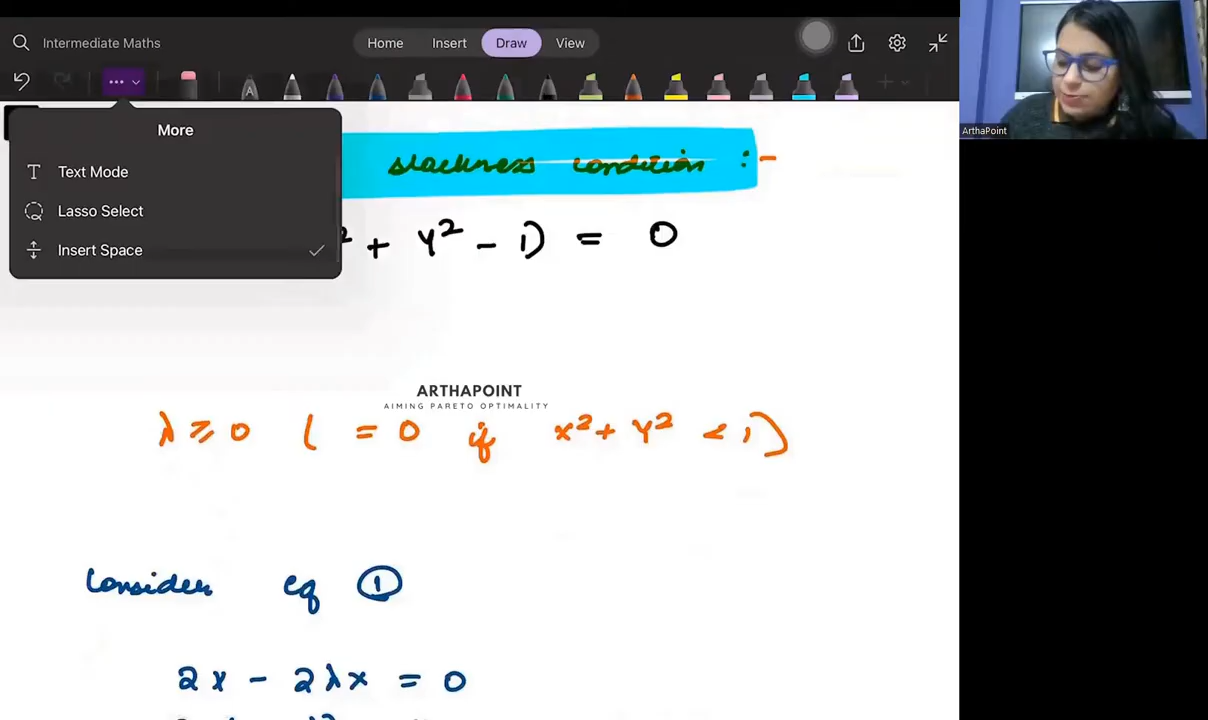 Intermediate Maths
Home Insert Draw View
A
More
Text Mode
Lasso Select
Insert Space
slackness condition :-
² + y² - 1) = 0
ARTHAPOINT
AIMING PARETO OPTIMALITY
λ ≥ 0 ( = 0 if x² + y² < 1)
Consider eq ①
2x - 2λx = 0
ArthaPoint